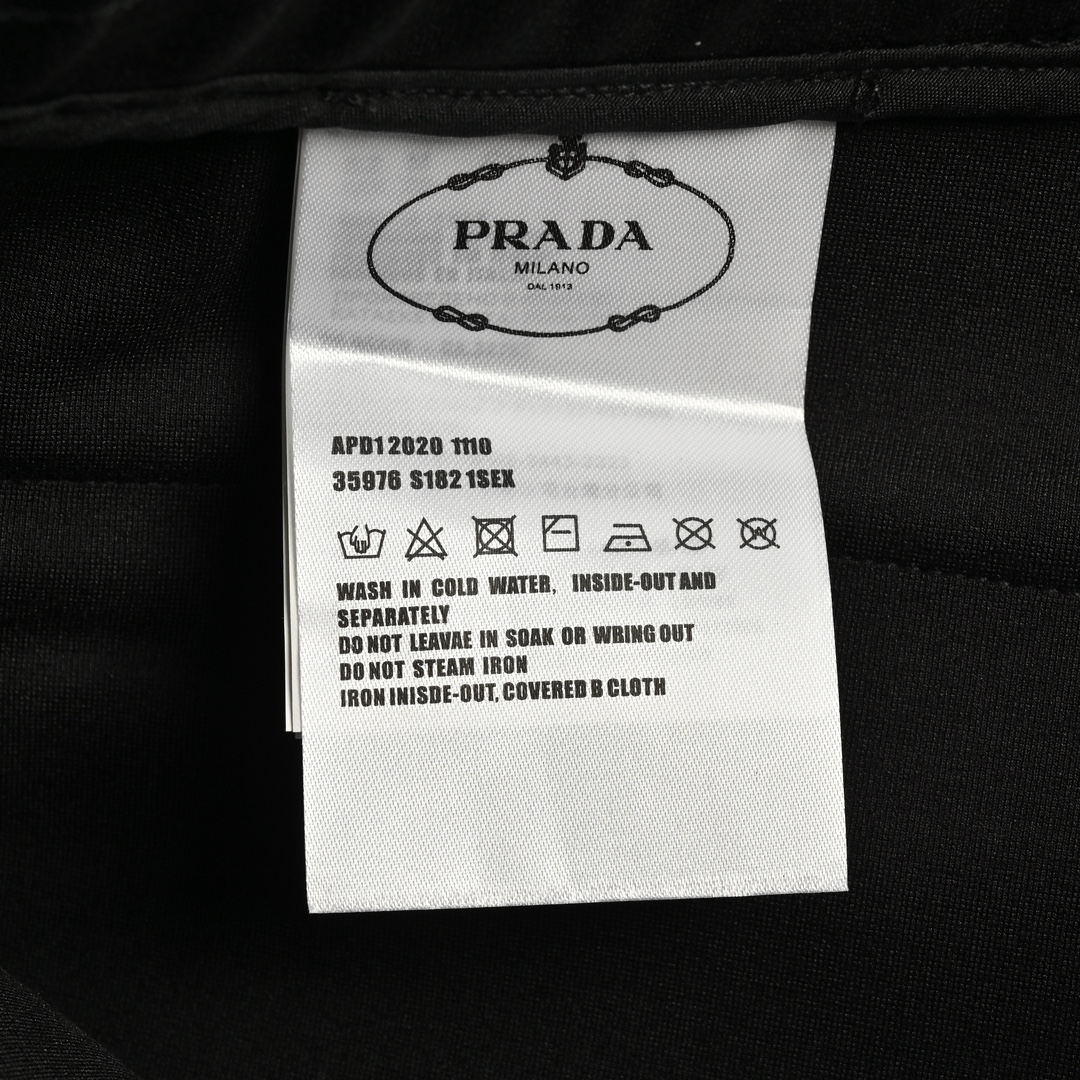 PRADA
MILANO
DAL 1913
APD12020 1110
35976 S182 1SEX
WASH IN COLD WATER, INSIDE-OUT AND
SEPARATELY
DO NOT LEAVAE IN SOAK OR WRING OUT
DO NOT STEAM IRON
IRON INISDE-OUT, COVERED B CLOTH